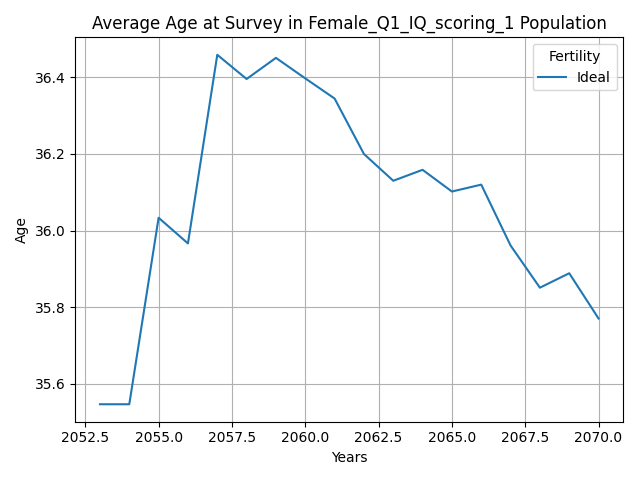 Average Age at Survey in Female_Q1_IQ_scoring_1 Population
Fertility
Ideal
36.4
36.2
36.0
35.8
35.6
Age
2052.5 2055.0 2057.5 2060.0 2062.5 2065.0 2067.5 2070.0
Years